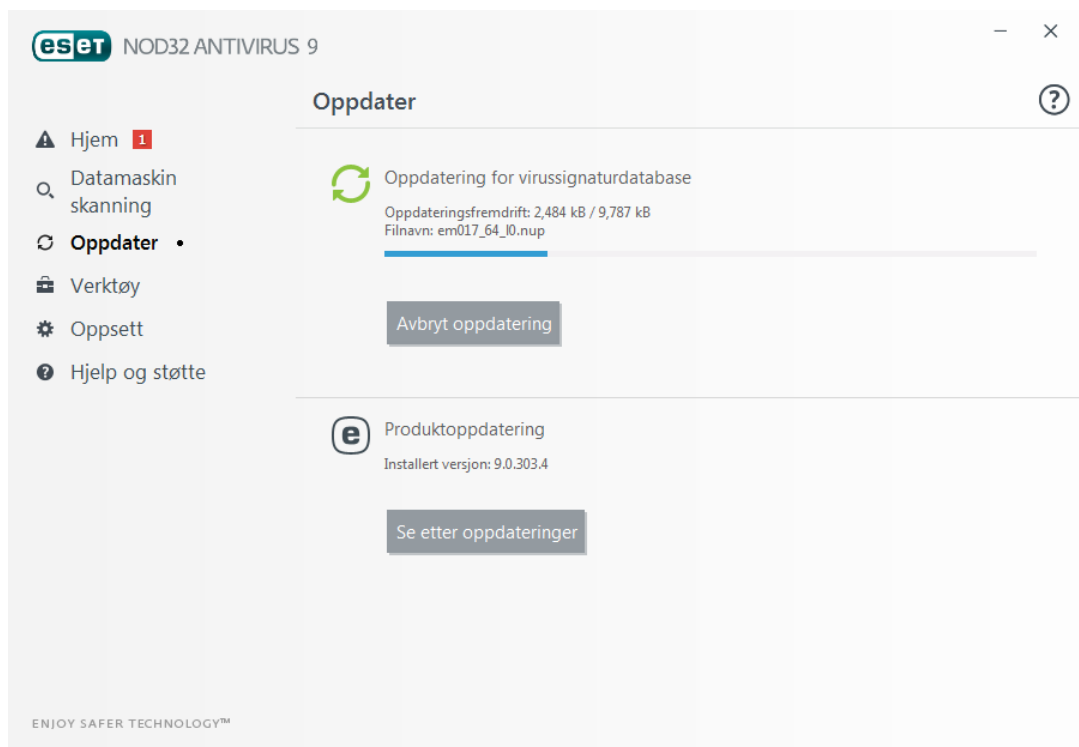 eset NOD32 ANTIVIRUS 9
Oppdater
Hjem 1
Datamaskin
skanning
Oppdater
Verktøy
Oppsett
Hjelp og støtte
Oppdatering for virussignaturdatabase
Oppdateringsfremdrift: 2,484 kB / 9,787 kB
Filnavn: em017_64_l0.nup
Avbryt oppdatering
e
Produktoppdatering
Installert versjon: 9.0.303.4
Se etter oppdateringer
ENJOY SAFER TECHNOLOGY™